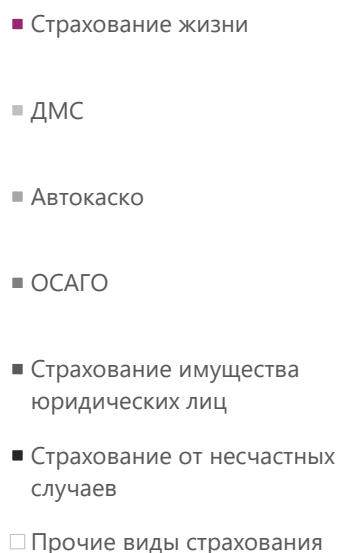 Страхование жизни
ДМС
Автокаско
ОСАГО
Страхование имущества
юридических лиц
Страхование от несчастных
случаев
Прочие виды страхования